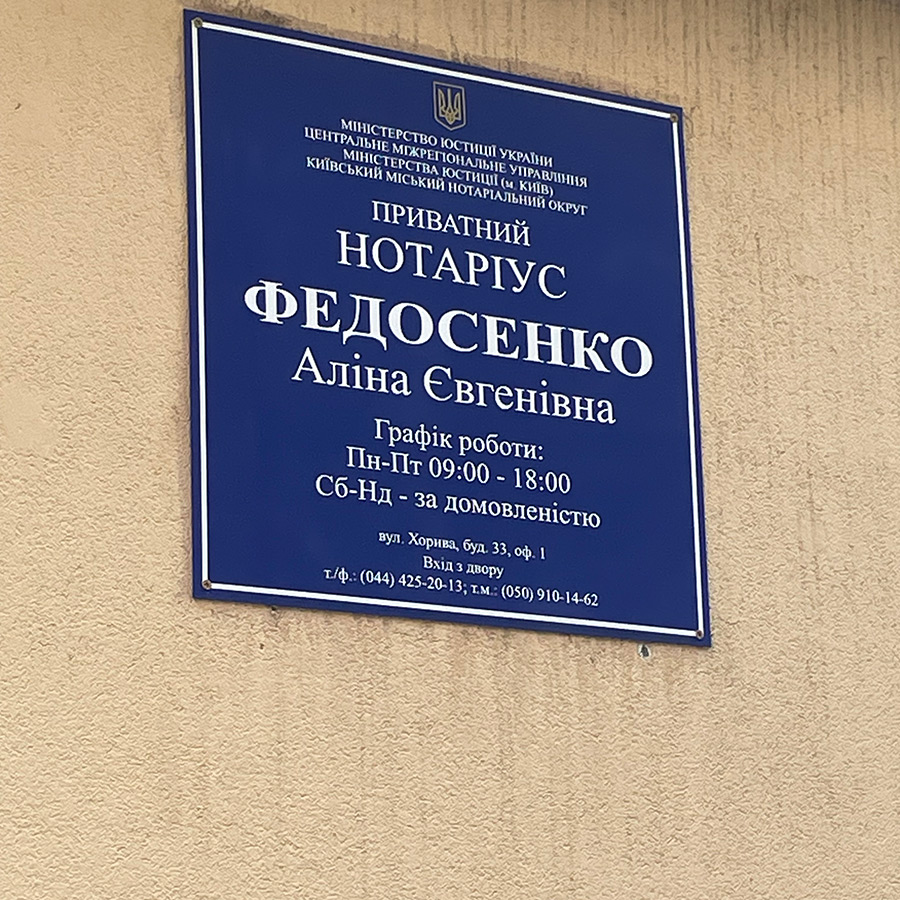 МІНІСТЕРСТВО ЮСТИЦІЇ УКРАЇНИ
ЦЕНТРАЛЬНЕ МІЖРЕГІОНАЛЬНЕ УПРАВЛІННЯ
МІНІСТЕРСТВА ЮСТИЦІЇ (м. КИЇВ)
КИЇВСЬКИЙ МІСЬКИЙ НОТАРІАЛЬНИЙ ОКРУГ
ПРИВАТНИЙ
НОТАРІУС
ФЕДОСЕНКО
Аліна Євгенівна
Графік роботи:
Пн-Пт 09:00 - 18:00
Сб-Нд - за домовленістю
вул. Хорива, буд. 33, оф. 1
Вхід з двору
т./ф.: (044) 425-20-13; т.м.: (050) 910-14-62